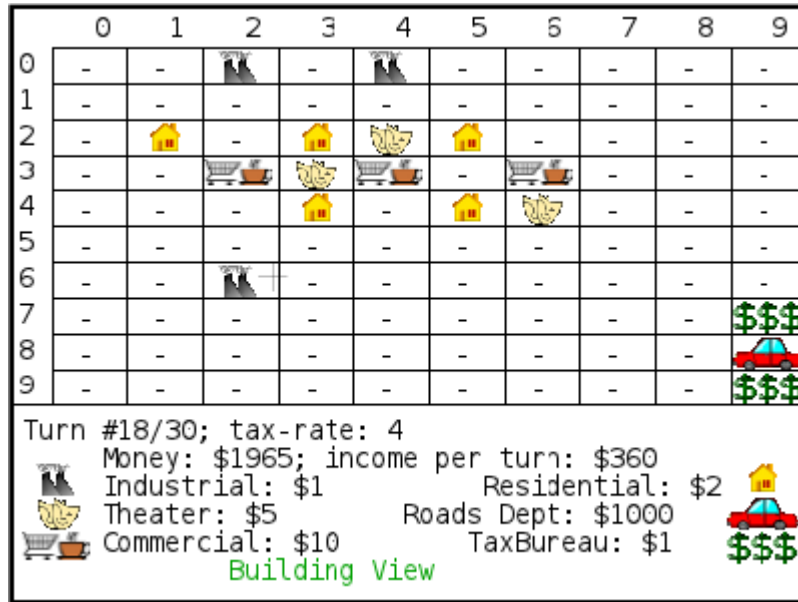 0 1 2 3 4 5 6 7 8 9
0 - - - - - - - -
1 - - - - - - - - - -
2 - - - - - -
3 - - - - - -
4 - - - - - - -
5 - - - - - - - - - -
6 - - - - - - - - -
7 - - - - - - - - - $$$
8 - - - - - - - - -
9 - - - - - - - - - $$$
Turn #18/30; tax-rate: 4
Money: $1965; income per turn: $360
Industrial: $1 Residential: $2
Theater: $5 Roads Dept: $1000
Commercial: $10 TaxBureau: $1 $$$
Building View